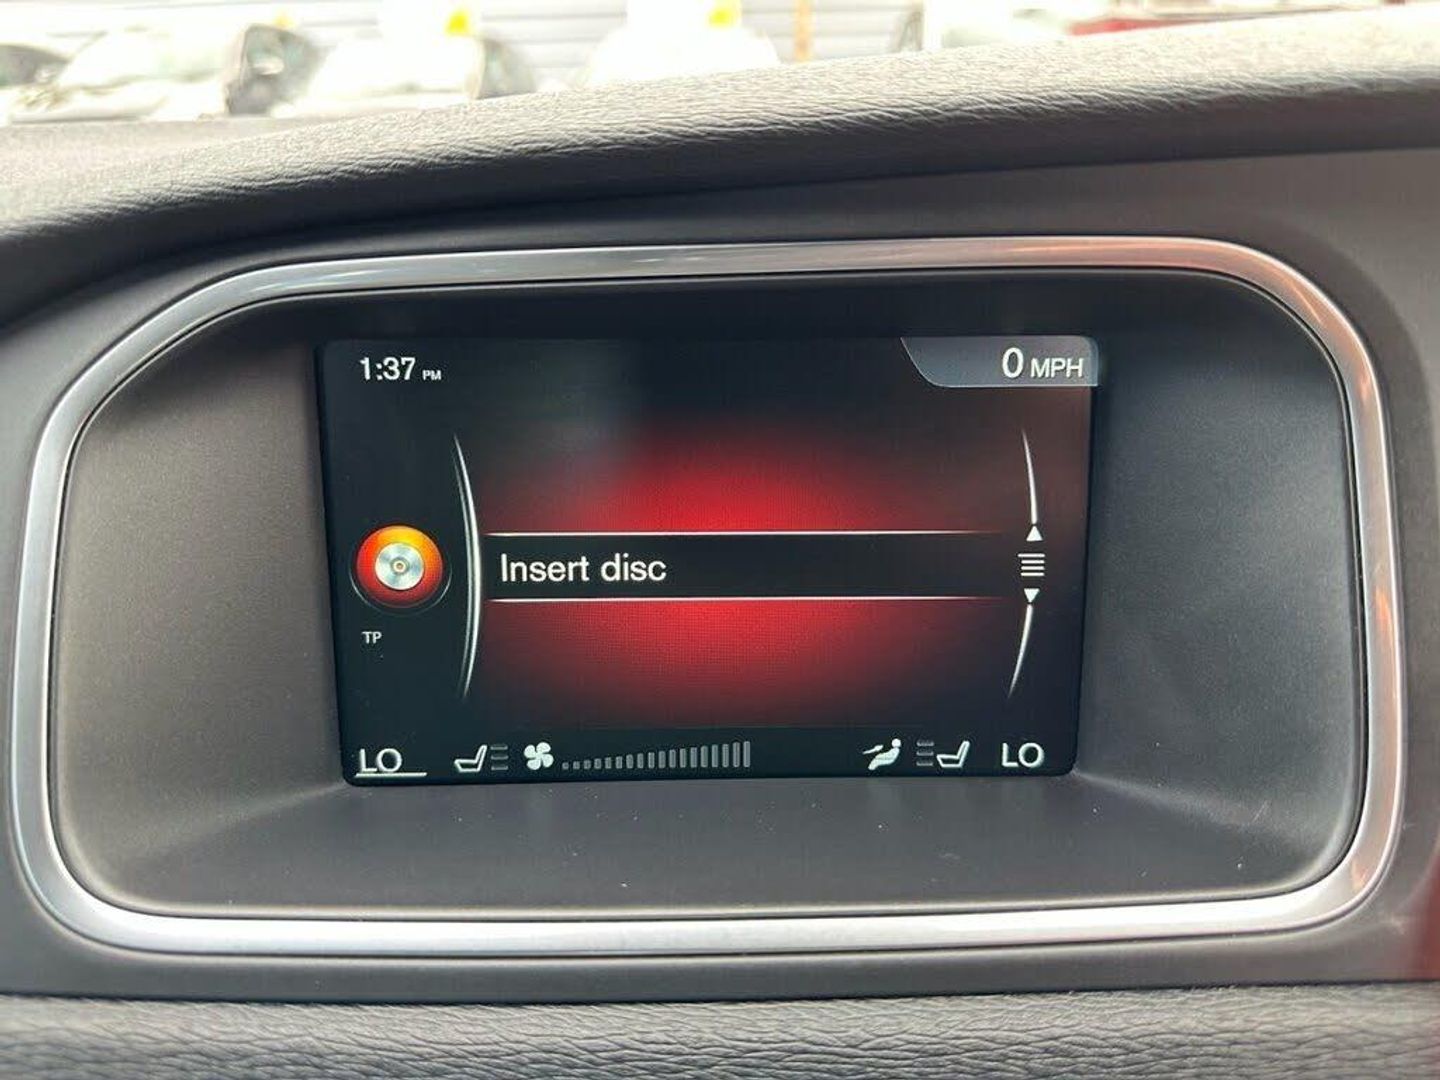 1:37 PM
0 MPH
Insert disc
TP
LO
LO